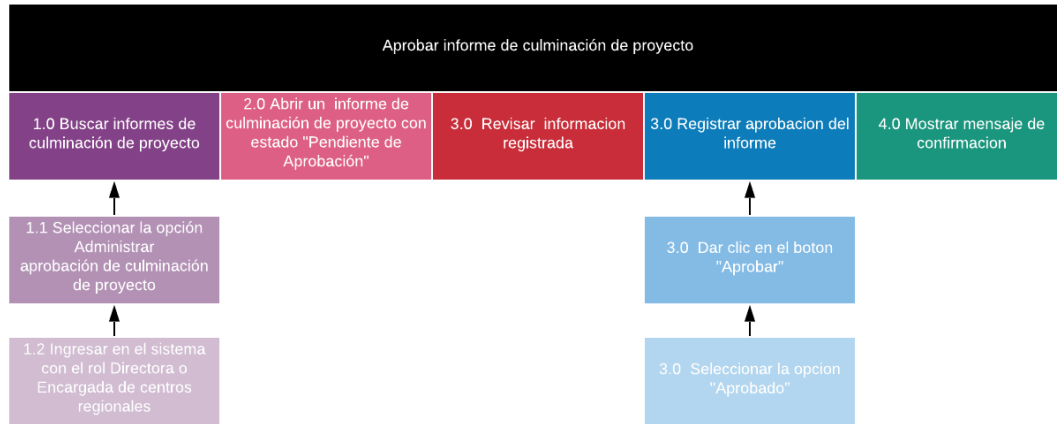 Aprobar informe de culminación de proyecto
1.0 Buscar informes de
culminación de proyecto
2.0 Abrir un informe de
culminación de proyecto con
estado "Pendiente de
Aprobación"
3.0 Revisar informacion
registrada
3.0 Registrar aprobacion del
informe
4.0 Mostrar mensaje de
confirmacion
1.1 Seleccionar la opción
Administrar
aprobación de culminación
de proyecto
3.0 Dar clic en el boton
"Aprobar"
1.2 Ingresar en el sistema
con el rol Directora o
Encargada de centros
regionales
3.0 Seleccionar la opcion
"Aprobado"